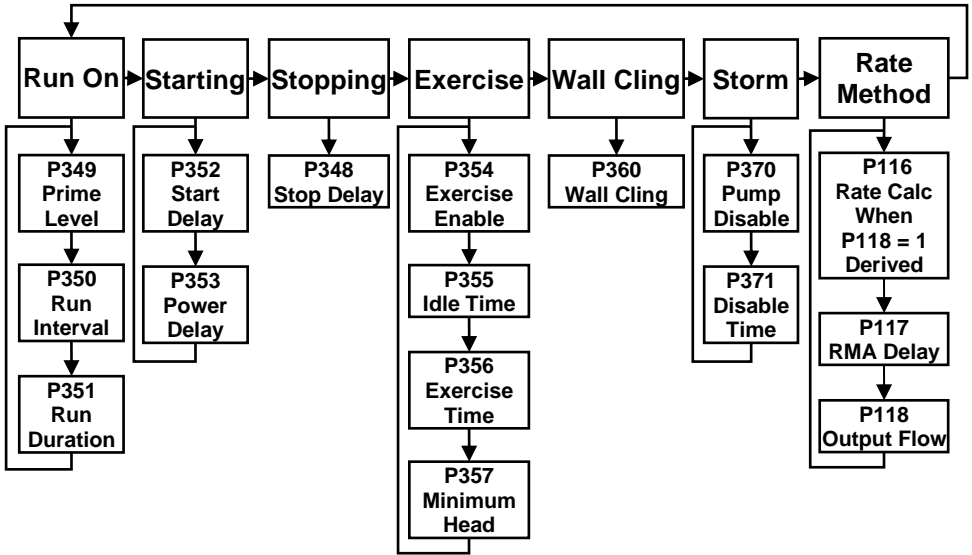 Run On
Starting
Stopping
Exercise
Wall Cling
Storm
Rate
Method
P349
Prime
Level
P350
Run
Interval
P351
Run
Duration
P352
Start
Delay
P353
Power
Delay
P348
Stop Delay
P354
Exercise
Enable
P355
Idle Time
P356
Exercise
Time
P357
Minimum
Head
P360
Wall Cling
P370
Pump
Disable
P371
Disable
Time
P116
Rate Calc
When
P118 = 1
Derived
P117
RMA Delay
P118
Output Flow